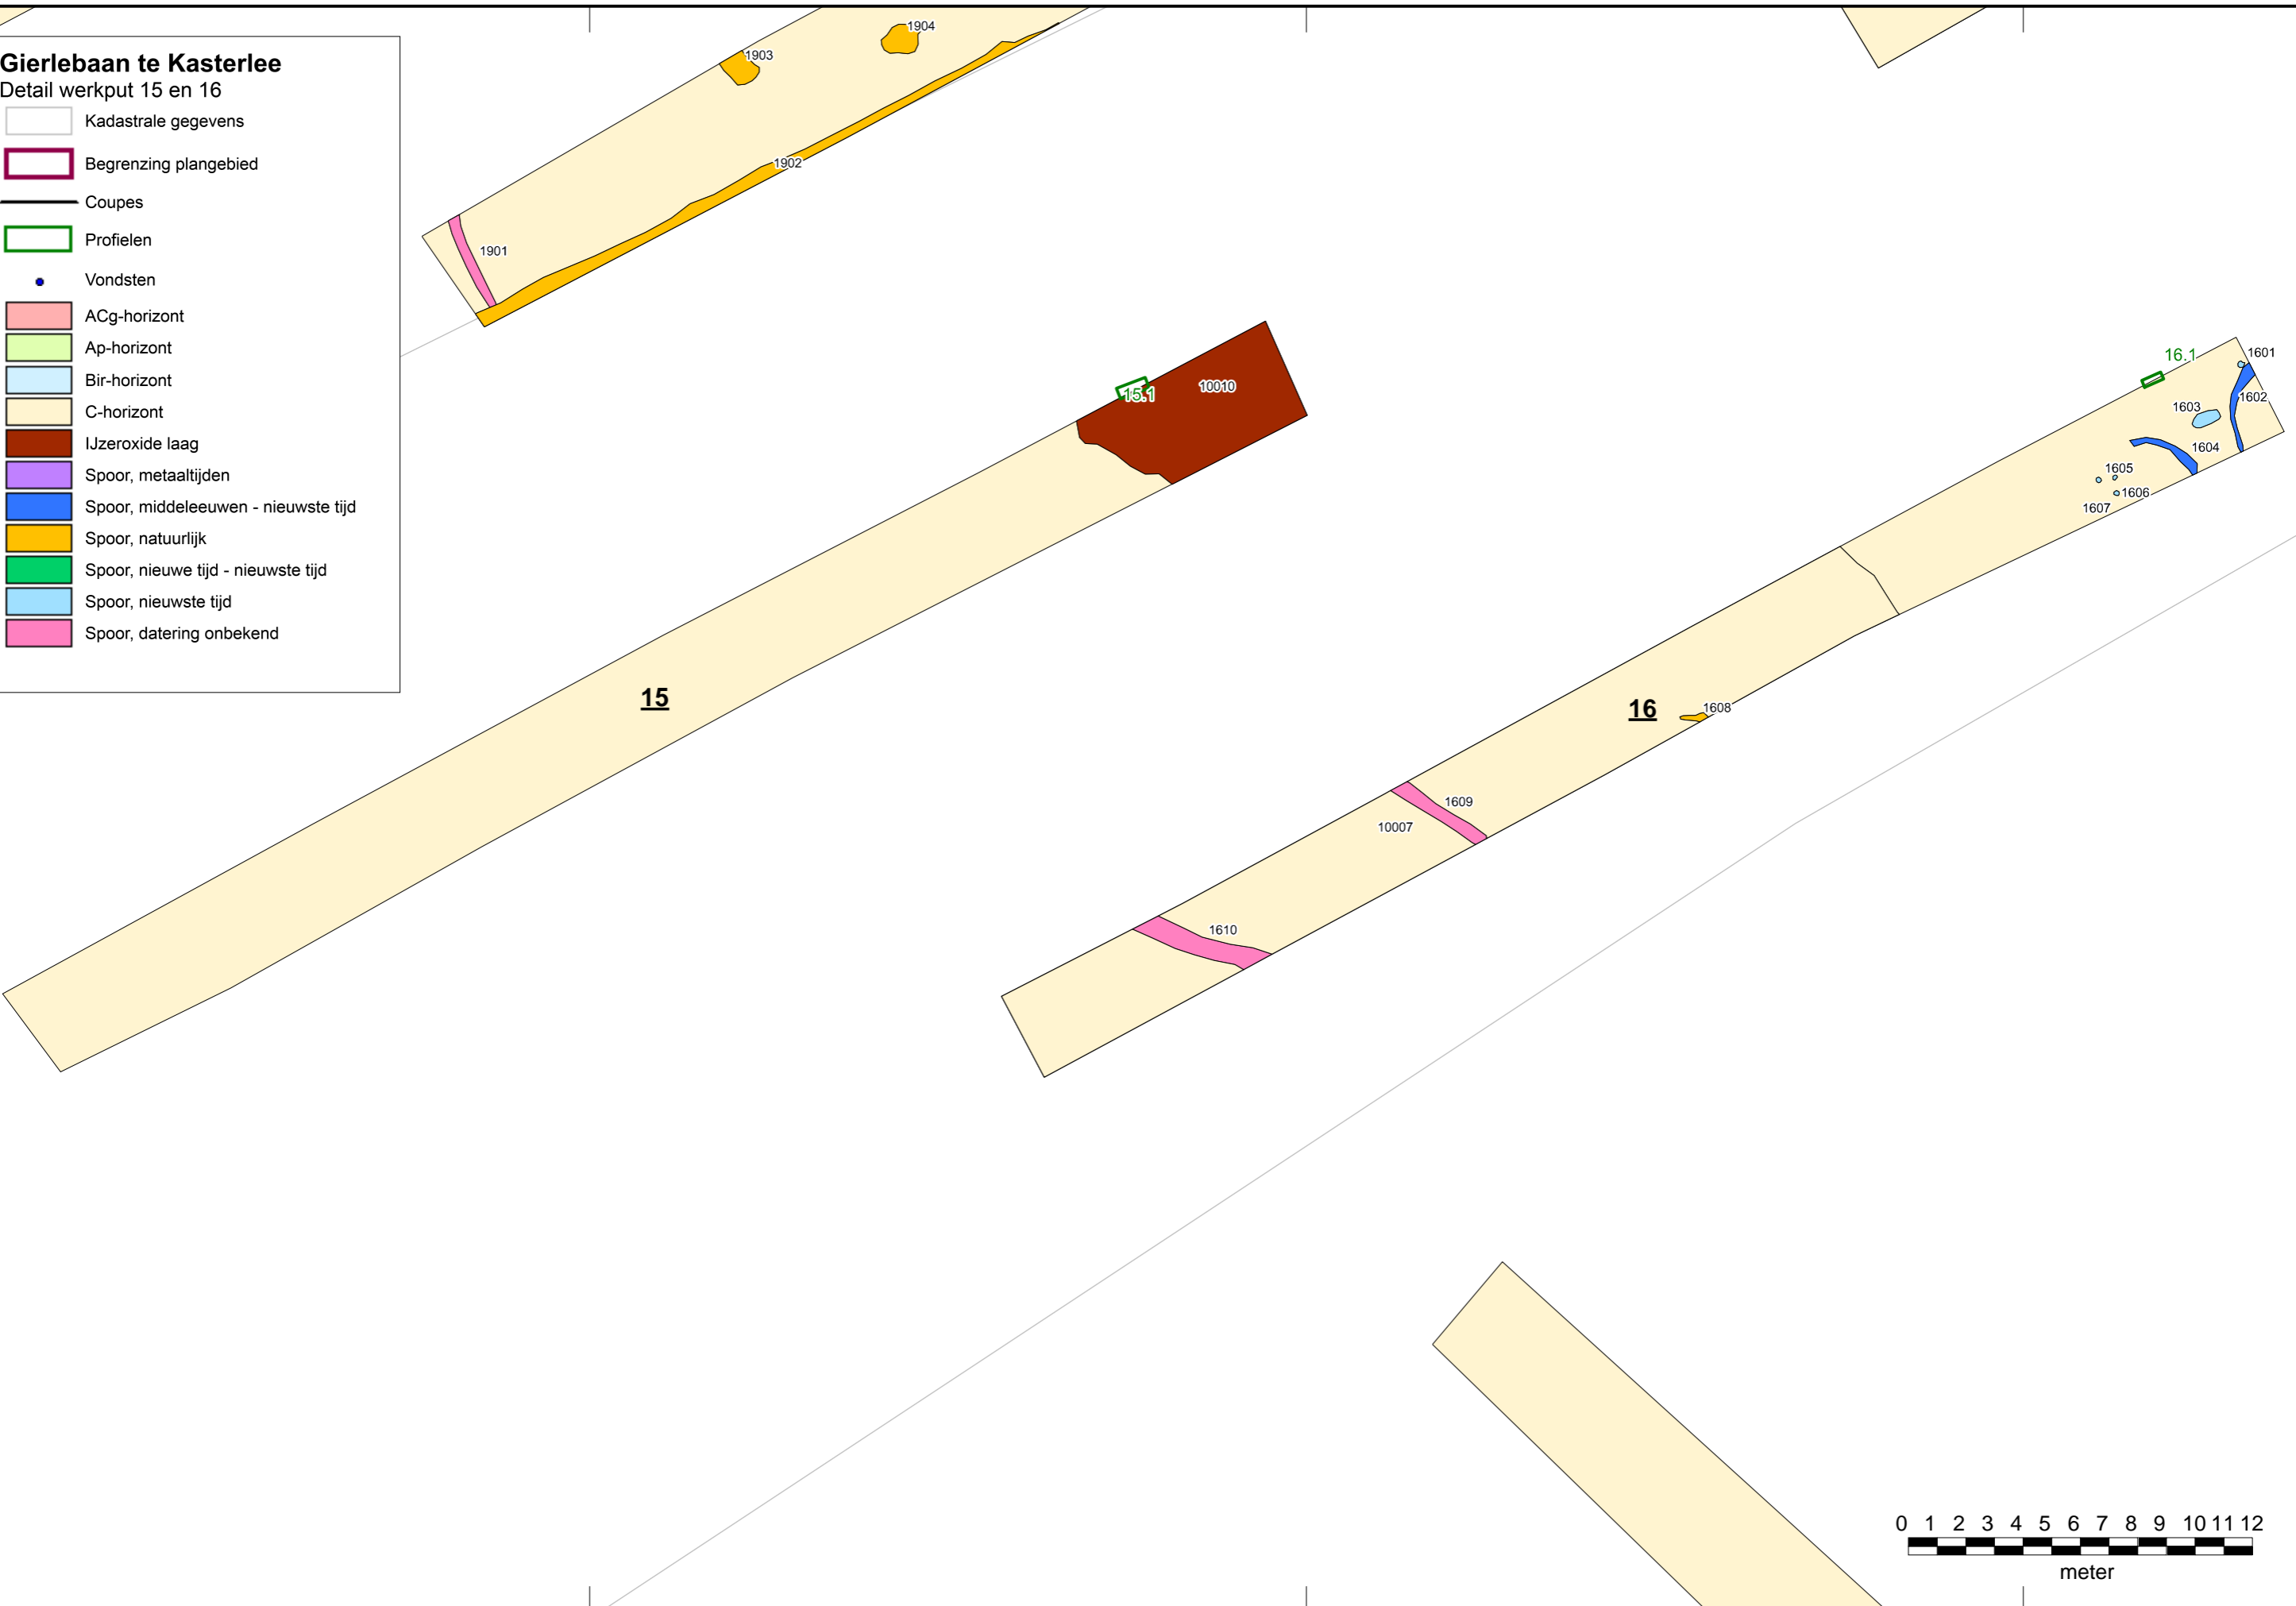 Gierlebaan te Kasterlee
Detail werkput 15 en 16
Kadastrale gegevens
Begrenzing plangebied
Coupes
Profielen
Vondsten
ACg-horizont
Ap-horizont
Bir-horizont
C-horizont
IJzeroxide laag
Spoor, metaaltijden
Spoor, middeleeuwen - nieuwste tijd
Spoor, natuurlijk
Spoor, nieuwe tijd - nieuwste tijd
Spoor, nieuwste tijd
Spoor, datering onbekend
1904
1903
1902
1901
15.1
10010
15
16.1
1601
1602
1603
1604
1605
1606
1607
16
1608
1609
10007
1610
0 1 2 3 4 5 6 7 8 9 10 11 12
meter